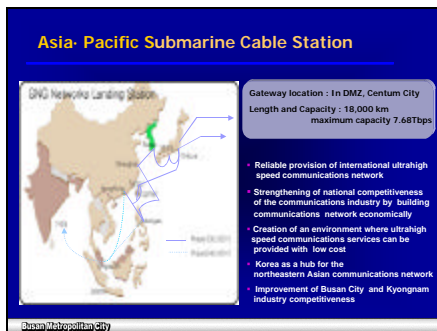 Asia· Pacific Submarine Cable Station
GNG Networks Landing Station
Gateway location : In DMZ, Centum City
Length and Capacity : 18,000 km
maximum capacity 7.68Tbps
Reliable provision of international ultrahigh
speed communications network
Strengthening of national competitiveness
of the communications industry by building
communications network economically
Creation of an environment where ultrahigh
speed communications services can be
provided with low cost
Korea as a hub for the
northeastern Asian communications network
Improvement of Busan City and Kyongnam
industry competitiveness
Busan Metropolitan City